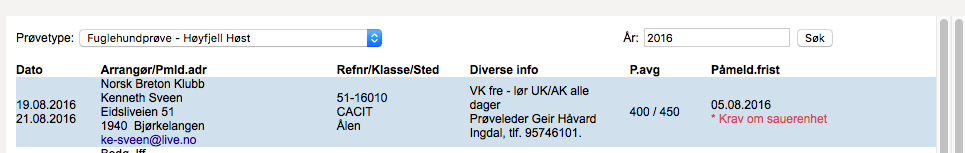 Prøvetype: Fuglehundprøve - Høyfjell Høst År: 2016 Søk
Dato Arrangør/Pmld.adr Refnr/Klasse/Sted Diverse info P.avg Påmeld.frist
19.08.2016
21.08.2016
Norsk Breton Klubb
Kenneth Sveen
Eidsliveien 51
1940 Bjørkelangen
ke-sveen@live.no
51-16010
CACIT
Ålen
VK fre - lør UK/AK alle
dager
Prøveleder Geir Håvard
Ingdal, tlf. 95746101.
400 / 450
05.08.2016
* Krav om sauerenhet